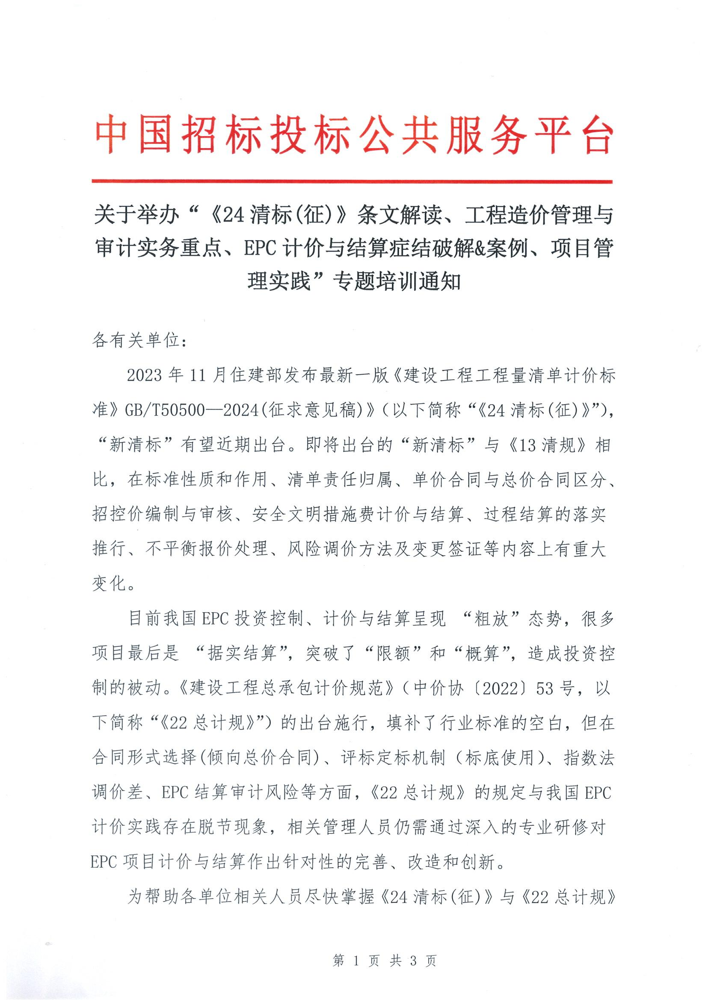 中国招标投标公共服务平台
关于举办“《24 清标(征)》条文解读、工程造价管理与
审计实务重点、EPC 计价与结算症结破解&案例、项目管
理实践”专题培训通知
各有关单位：
2023 年 11 月住建部发布最新一版《建设工程工程量清单计价标
准》GB/T50500—2024(征求意见稿)》（以下简称“《24 清标(征)》”），
“新清标”有望近期出台。即将出台的“新清标”与《13 清规》相
比，在标准性质和作用、清单责任归属、单价合同与总价合同区分、
招控价编制与审核、安全文明措施费计价与结算、过程结算的落实
推行、不平衡报价处理、风险调价方法及变更签证等内容上有重大
变化。
目前我国 EPC 投资控制、计价与结算呈现 “粗放”态势，很多
项目最后是 “据实结算”，突破了“限额”和“概算”，造成投资控
制的被动。《建设工程总承包计价规范》（中价协〔2022〕53 号，以
下简称“《22 总计规》”）的出台施行，填补了行业标准的空白，但在
合同形式选择(倾向总价合同)、评标定标机制（标底使用）、指数法
调价差、EPC 结算审计风险等方面，《22 总计规》的规定与我国 EPC
计价实践存在脱节现象，相关管理人员仍需通过深入的专业研修对
EPC 项目计价与结算作出针对性的完善、改造和创新。
为帮助各单位相关人员尽快掌握《24 清标(征)》与《22 总计规》
第 1 页 共 3 页